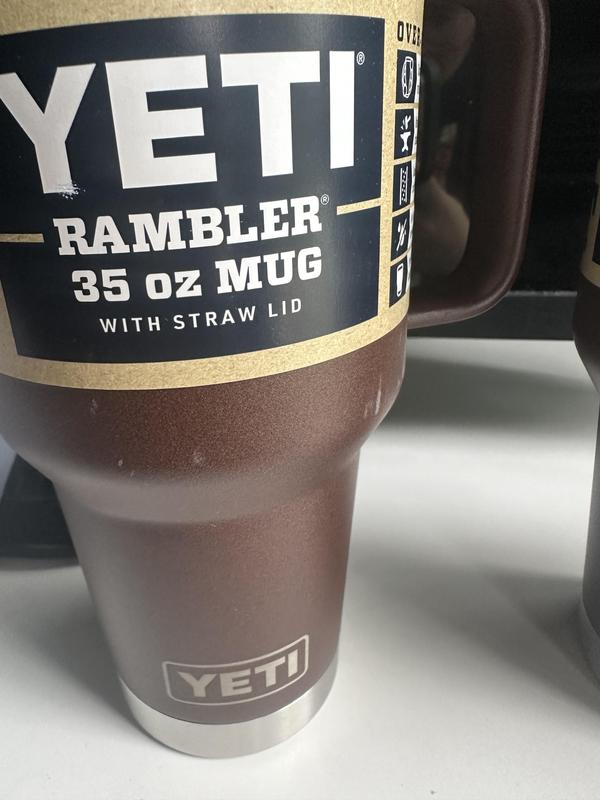 YETI®
RAMBLER®
35 oz MUG
WITH STRAW LID
YETI